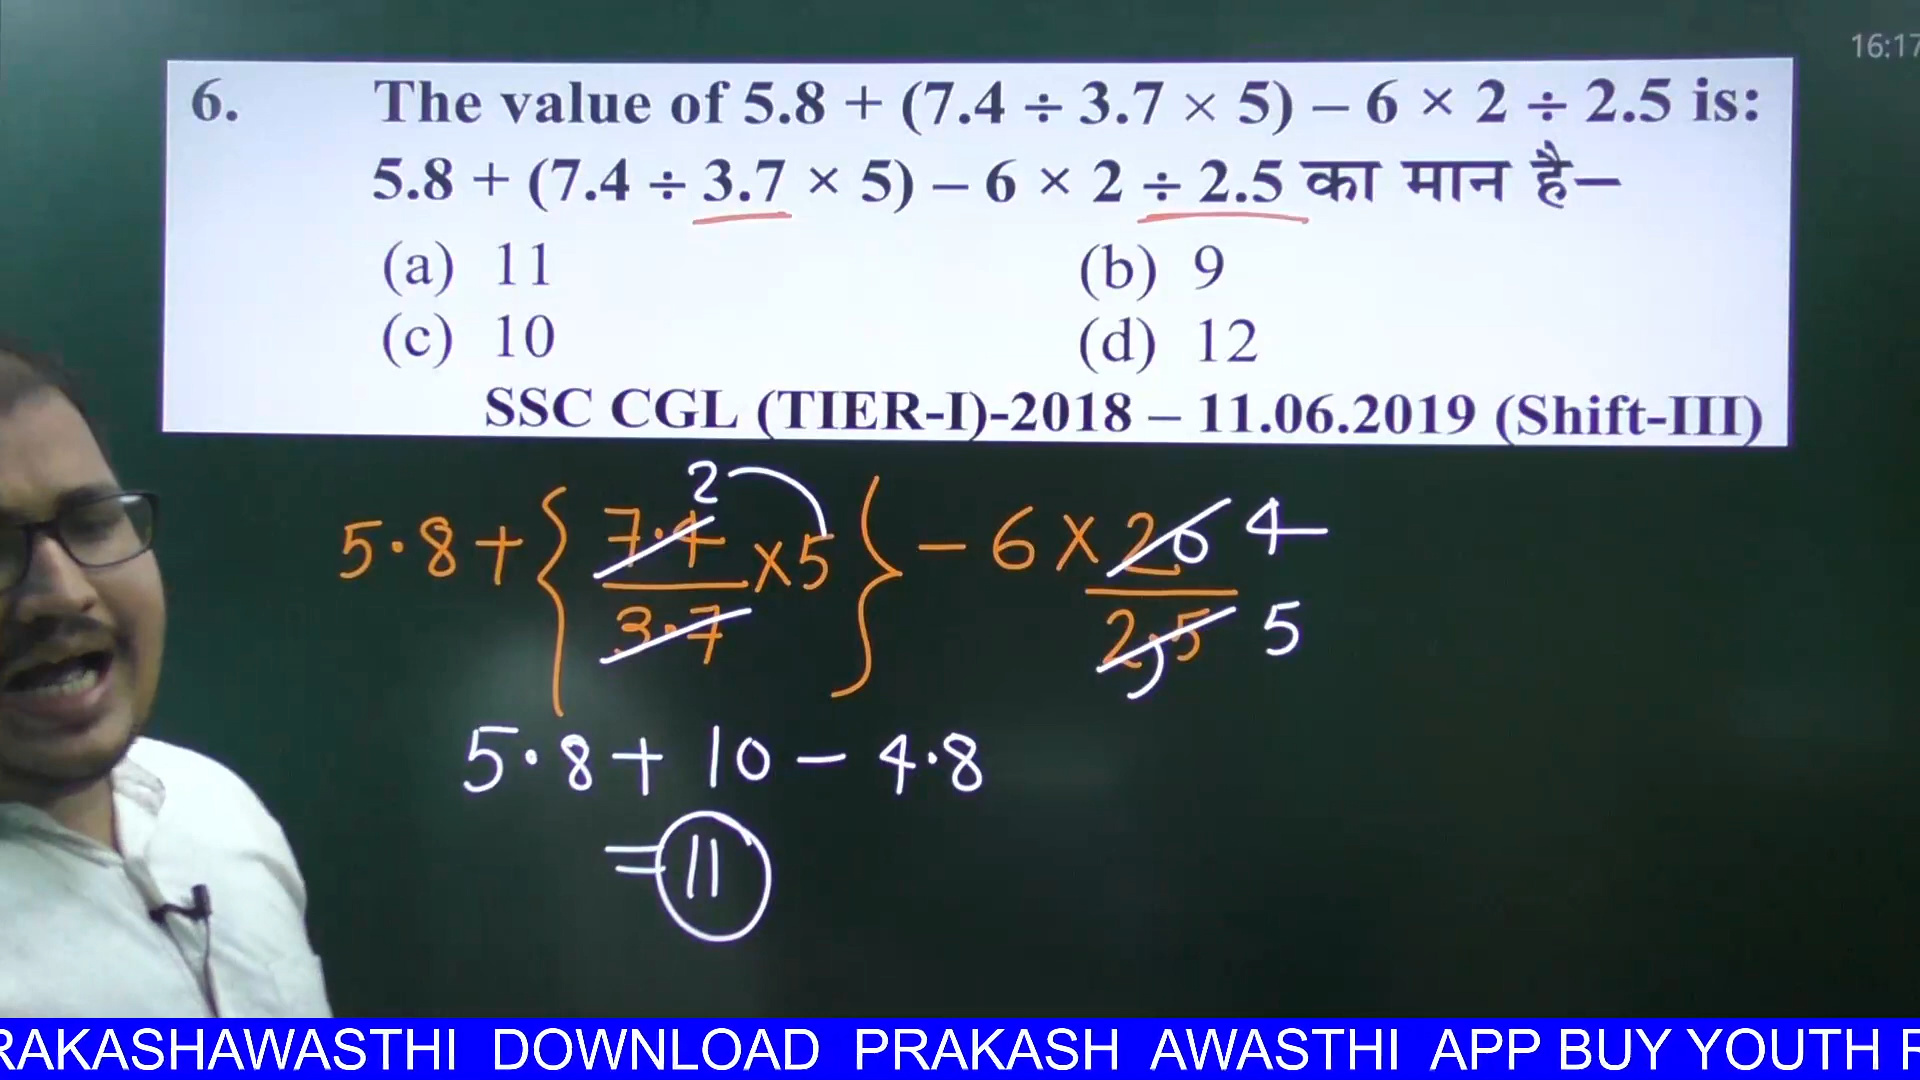 16:17
6. The value of 5.8 + (7.4 ÷ 3.7 × 5) – 6 × 2 ÷ 2.5 is:
5.8 + (7.4 ÷ 3.7 × 5) – 6 × 2 ÷ 2.5 का मान है–
(a) 11 (b) 9
(c) 10 (d) 12
SSC CGL (TIER-I)-2018 – 11.06.2019 (Shift-III)
2
5.8 + { 7.4 × 5 } – 6 × 20 4
3.7 2.5 5
5.8 + 10 – 4.8
= 11
RAKASHAWASTHI DOWNLOAD PRAKASH AWASTHI APP BUY YOUTH